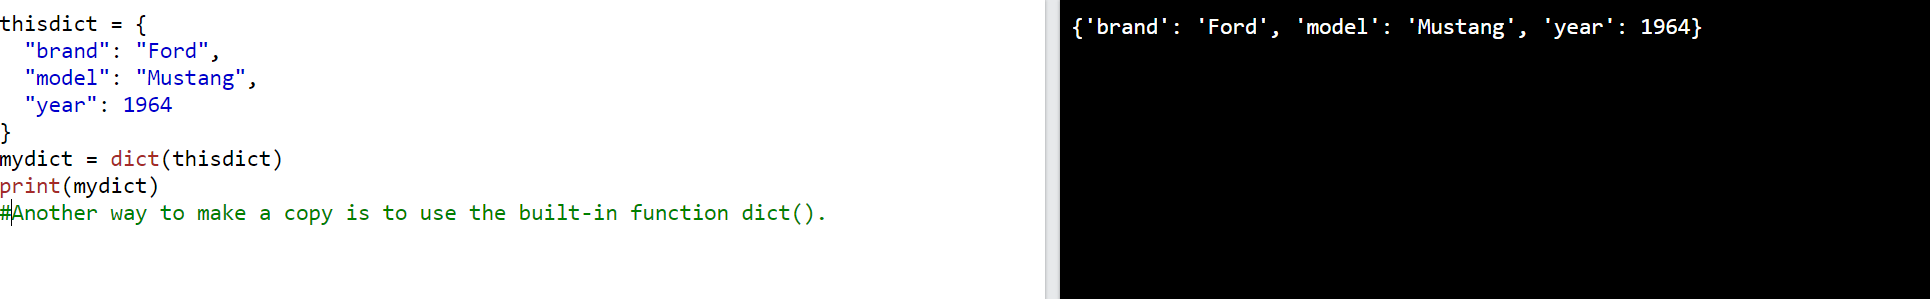 thisdict = {
  "brand": "Ford",
  "model": "Mustang",
  "year": 1964
}
mydict = dict(thisdict)
print(mydict)
#Another way to make a copy is to use the built-in function dict().
{'brand': 'Ford', 'model': 'Mustang', 'year': 1964}